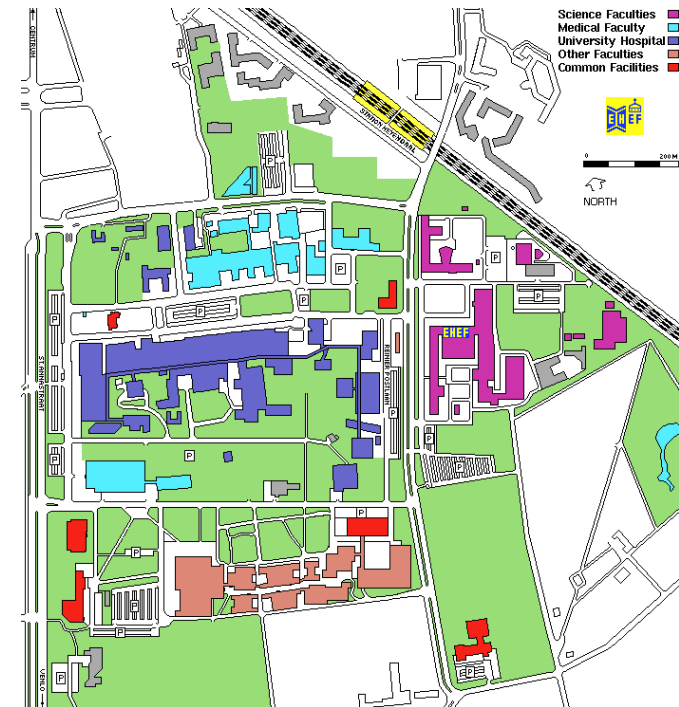 Science Faculties
Medical Faculty
University Hospital
Other Faculties
Common Facilities
EHEF
0 200M
NORTH
CENTRUM
STATION HEYENDAAL
P
P
P
P
P
P
P
EHEF
ST.ANNASTRAAT
REINIER POSTLAAN
P
P
P
P
P
P
P
P
P
P
P
P
VENLO